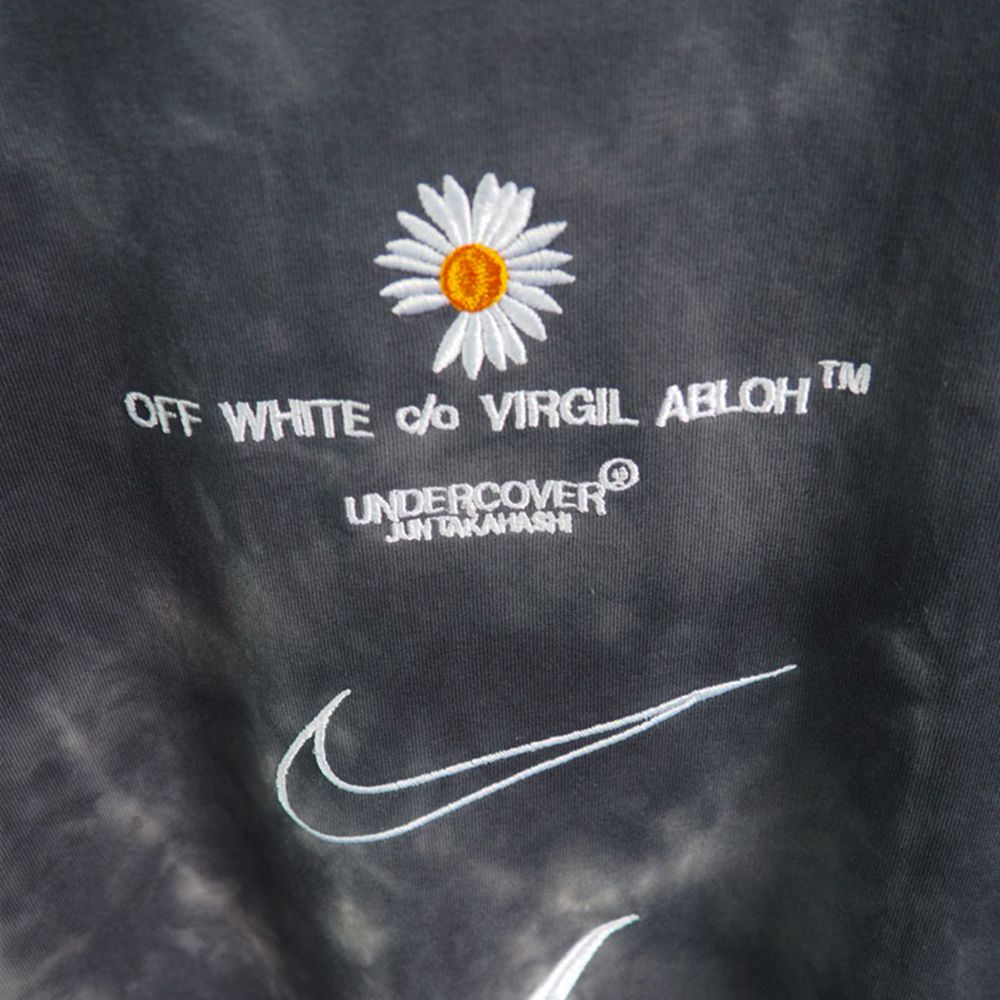 OFF WHITE c/o VIRGIL ABLOH™
UNDERCOVER
JUN TAKAHASHI